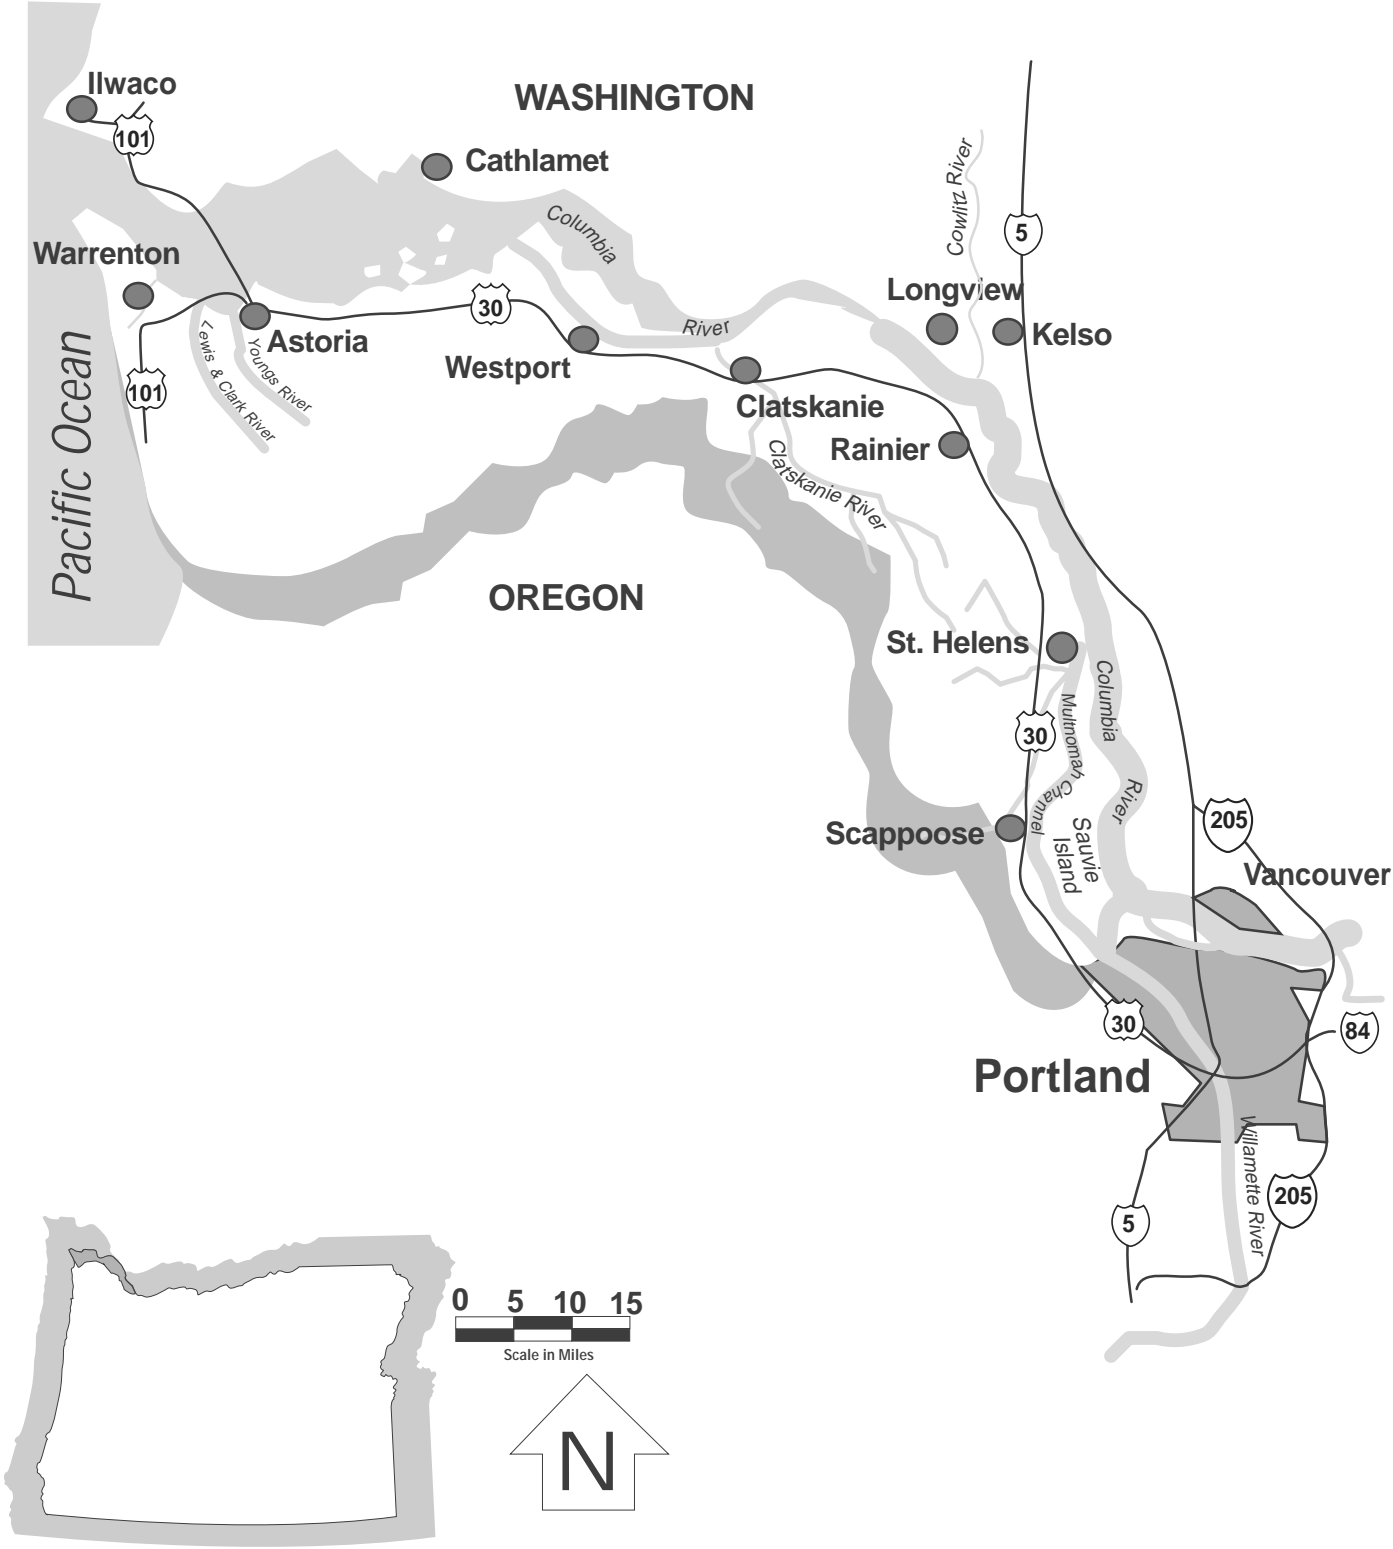 Ilwaco
WASHINGTON
101
Cathlamet
Cowlitz River
Columbia
5
Warrenton
Longview
30
River
Kelso
Astoria
Westport
Lewis & Clark River
Youngs River
101
Clatskanie
Pacific Ocean
Rainier
Clatskanie River
OREGON
St. Helens
Columbia
Multnomah Channel
30
River
205
Scappoose
Sauvie
Island
Vancouver
30
84
Portland
Willamette River
205
5
0 5 10 15
Scale in Miles
N